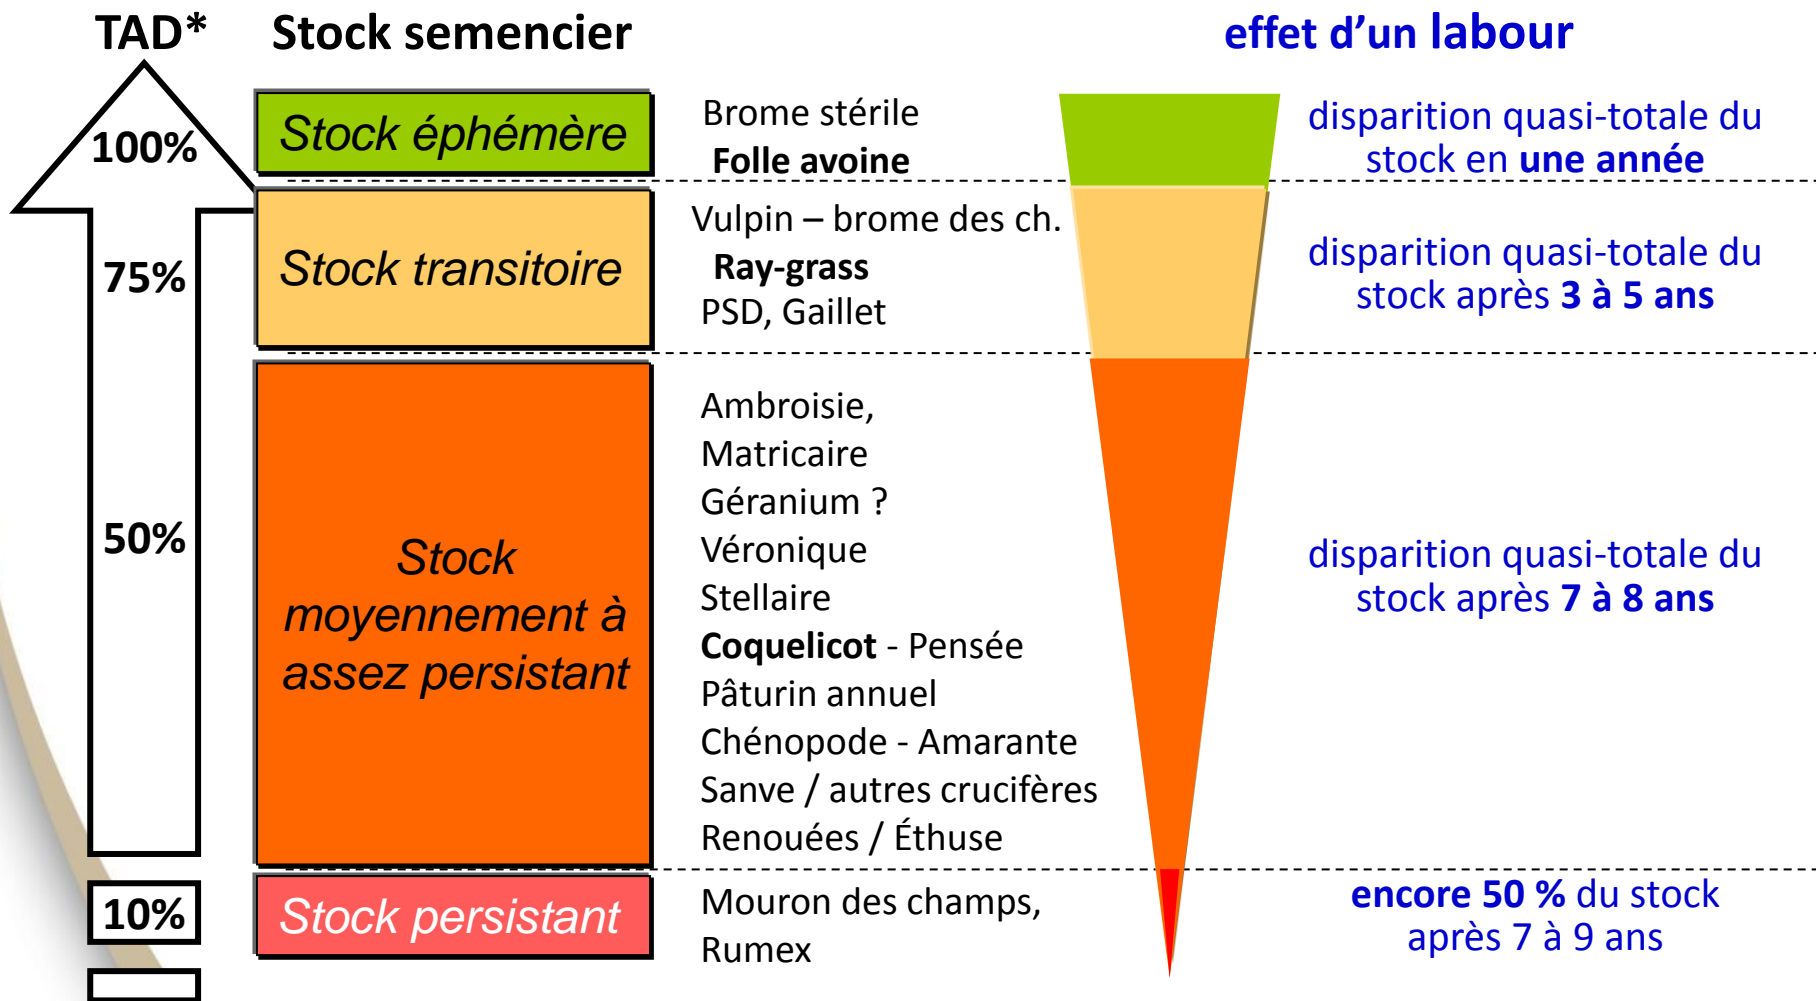 TAD*
Stock semencier
effet d’un labour
100%
Stock éphémère
Brome stérile
Folle avoine
disparition quasi-totale du
stock en une année
75%
Stock transitoire
Vulpin – brome des ch.
Ray-grass
PSD, Gaillet
disparition quasi-totale du
stock après 3 à 5 ans
50%
Stock
moyennement à
assez persistant
Ambroisie,
Matricaire
Géranium ?
Véronique
Stellaire
Coquelicot - Pensée
Pâturin annuel
Chénopode - Amarante
Sanve / autres crucifères
Renouées / Éthuse
disparition quasi-totale du
stock après 7 à 8 ans
10%
Stock persistant
Mouron des champs,
Rumex
encore 50 % du stock
après 7 à 9 ans